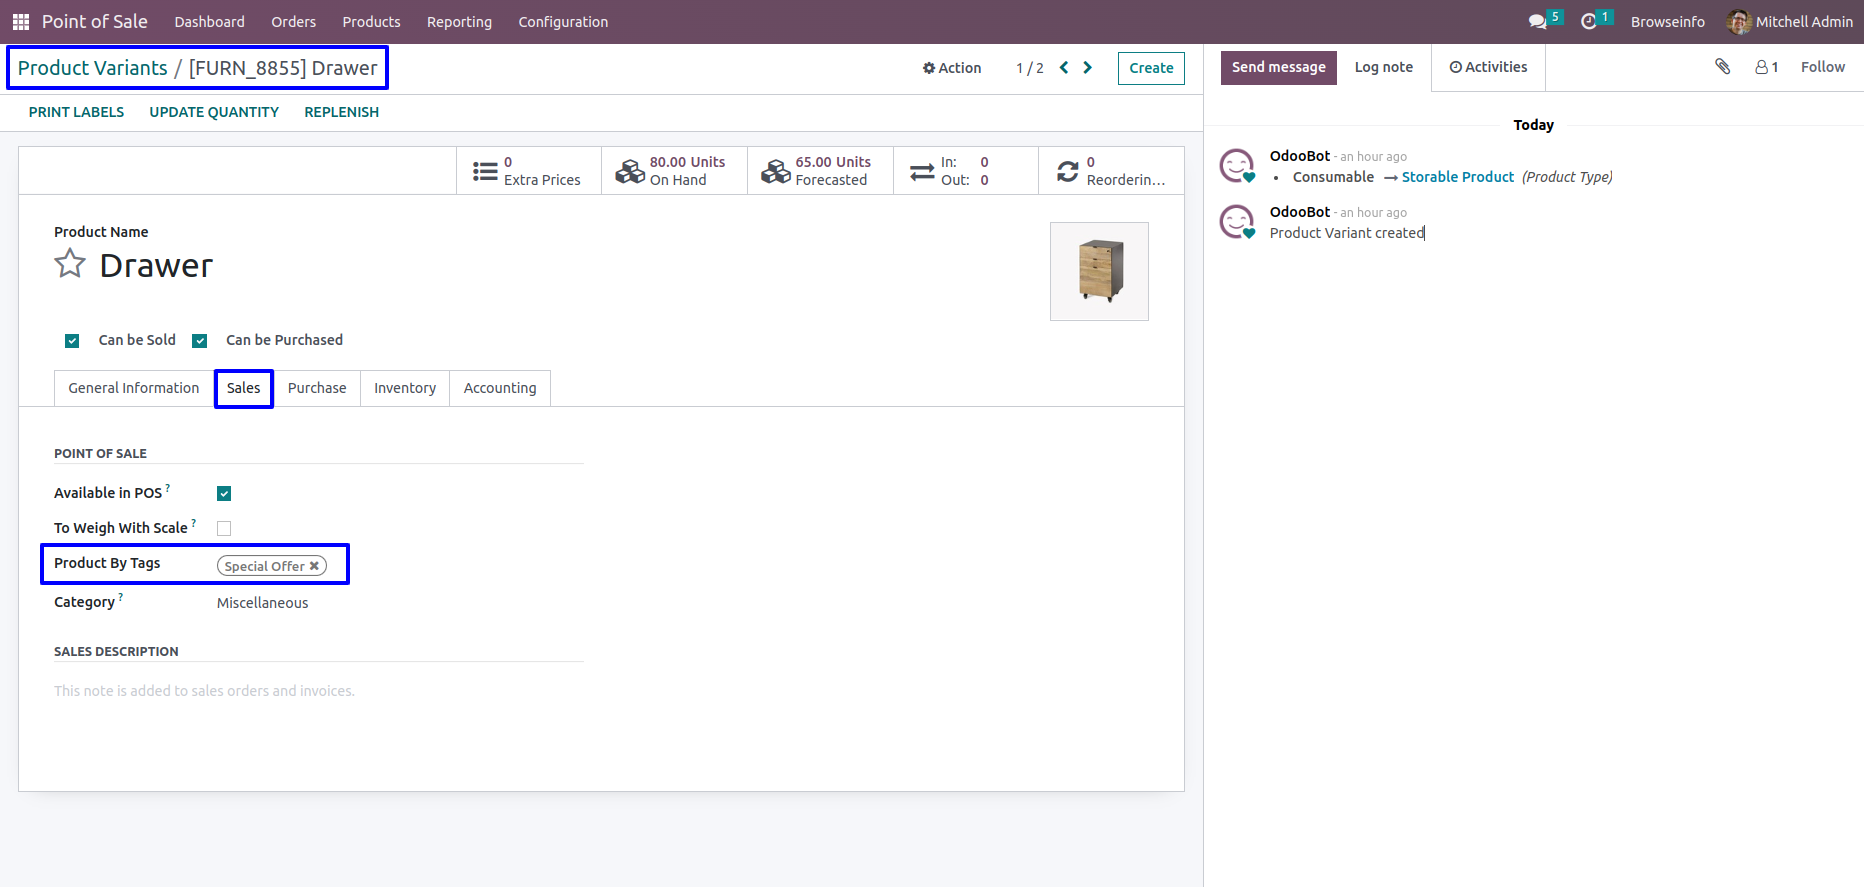 Point of Sale Dashboard Orders Products Reporting Configuration 5 1 Browseinfo Mitchell Admin
Product Variants / [FURN_8855] Drawer Action 1 / 2 Create
PRINT LABELS UPDATE QUANTITY REPLENISH
0 Extra Prices
80.00 Units On Hand
65.00 Units Forecasted
In: 0
Out: 0
0 Reorderin...
Product Name
Drawer
Can be Sold Can be Purchased
General Information Sales Purchase Inventory Accounting
POINT OF SALE
Available in POS ?
To Weigh With Scale ?
Product By Tags Special Offer ✖
Category ? Miscellaneous
SALES DESCRIPTION
This note is added to sales orders and invoices.
Send message Log note Activities 1 Follow
Today
OdooBot - an hour ago
• Consumable → Storable Product (Product Type)
OdooBot - an hour ago
Product Variant created